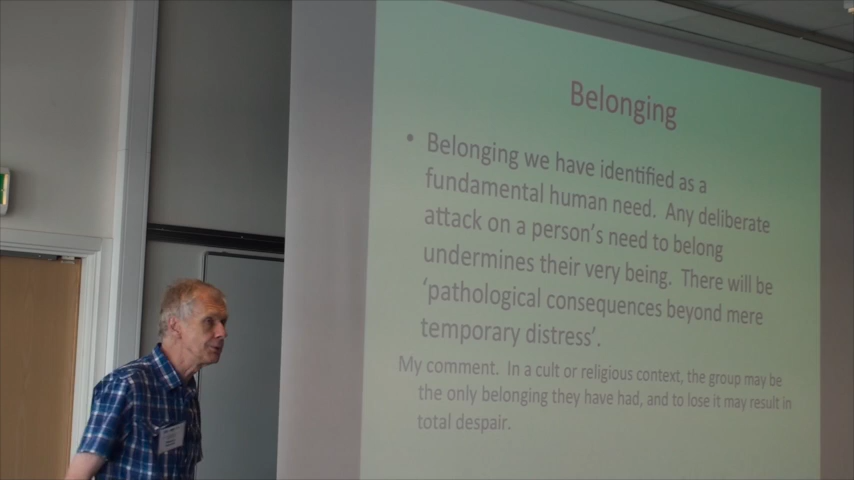 Belonging
• Belonging we have identified as a
fundamental human need. Any deliberate
attack on a person's need to belong
undermines their very being. There will be
'pathological consequences beyond mere
temporary distress'.
My comment. In a cult or religious context, the group may be
the only belonging they have had, and to lose it may result in
total despair.